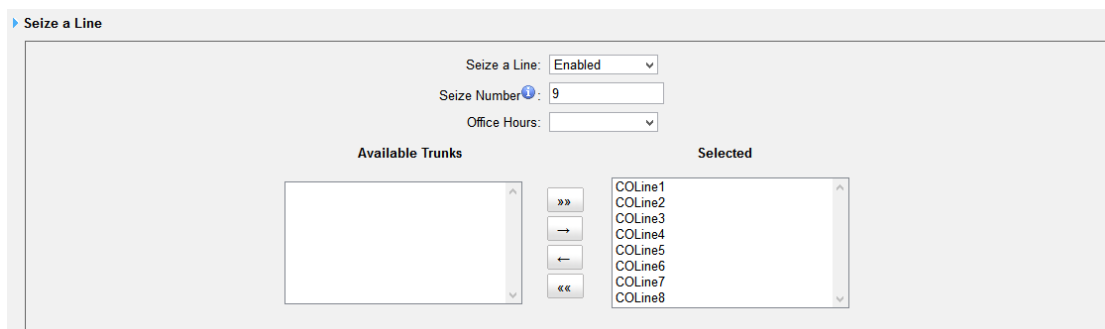 Seize a Line
Seize a Line: Enabled
Seize Number i : 9
Office Hours:
Available Trunks
Selected
»»
→
←
««
COLine1
COLine2
COLine3
COLine4
COLine5
COLine6
COLine7
COLine8